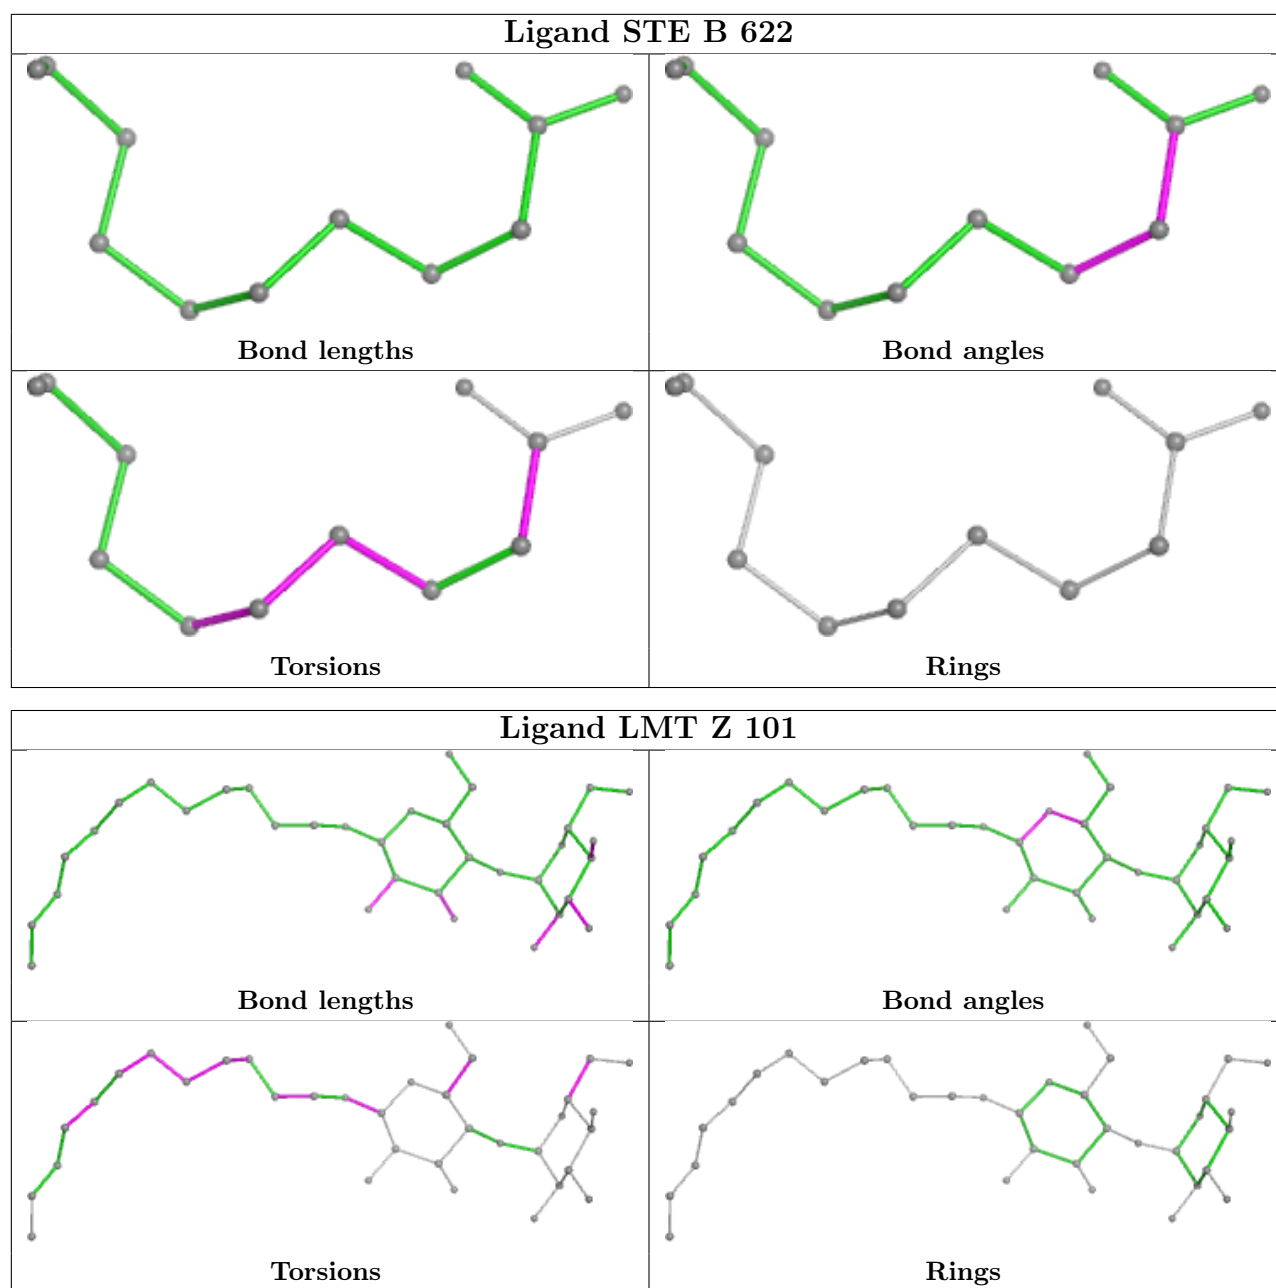 Ligand STE B 622
Bond lengths
Bond angles
Torsions
Rings
Ligand LMT Z 101
Bond lengths
Bond angles
Torsions
Rings